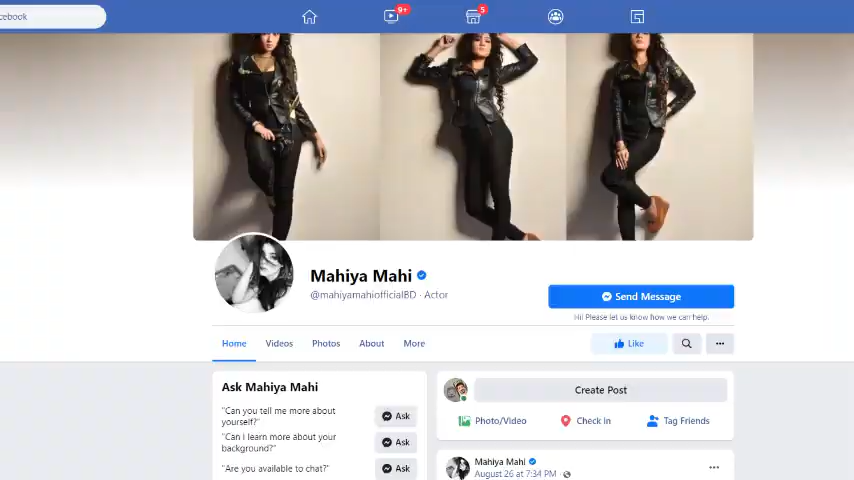 cebook
9+
5
Mahiya Mahi
@mahiyamahiofficialBD · Actor
Send Message
Hi! Please let us know how we can help.
Home Videos Photos About More
Like
Ask Mahiya Mahi
"Can you tell me more about
yourself?"
Ask
"Can I learn more about your
background?"
Ask
"Are you available to chat?"
Ask
Create Post
Photo/Video Check in Tag Friends
Mahiya Mahi
August 26 at 7:34 PM ·